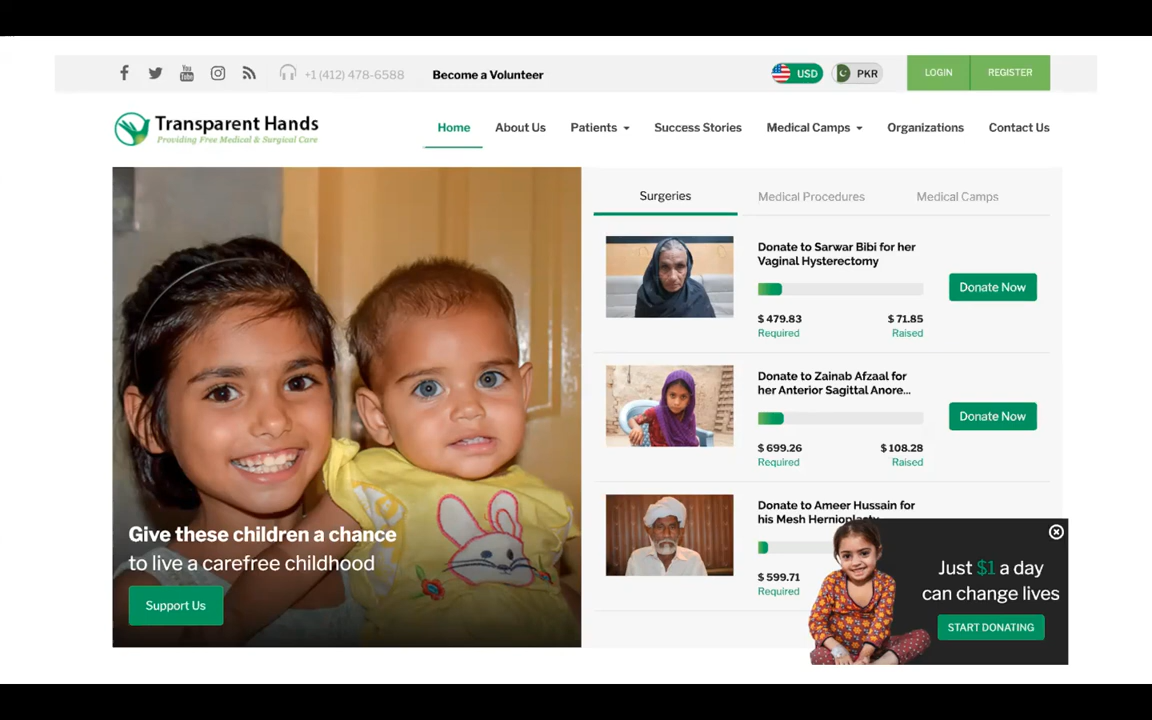 +1 (412) 478-6588
Become a Volunteer
USD
PKR
LOGIN
REGISTER
Transparent Hands
Providing Free Medical & Surgical Care
Home
About Us
Patients
Success Stories
Medical Camps
Organizations
Contact Us
Give these children a chance
to live a carefree childhood
Support Us
Surgeries
Medical Procedures
Medical Camps
Donate to Sarwar Bibi for her
Vaginal Hysterectomy
$ 479.83
$ 71.85
Required
Raised
Donate Now
Donate to Zainab Afzaal for
her Anterior Sagittal Anore...
$ 699.26
$ 108.28
Required
Raised
Donate Now
Donate to Ameer Hussain for
his Mesh Hernioplasty
$ 599.71
Required
Just $1 a day
can change lives
START DONATING